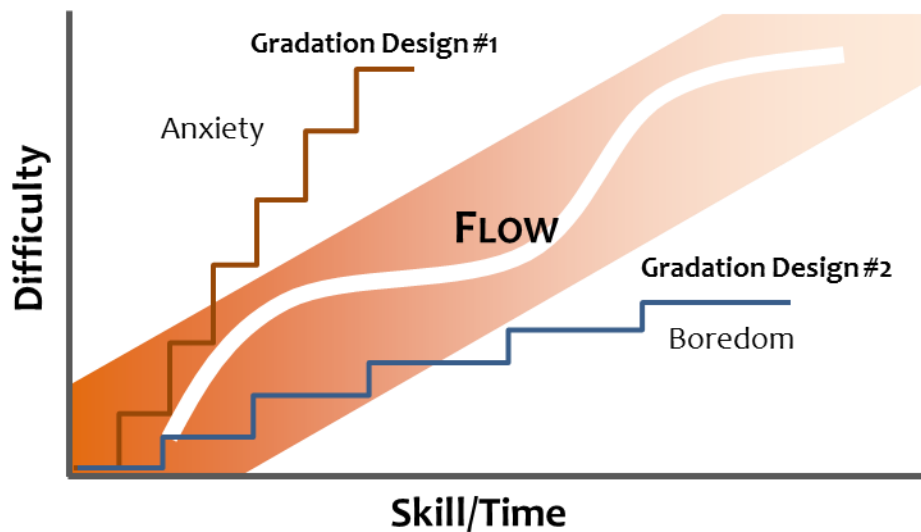 Gradation Design #1
Anxiety
Difficulty
FLOW
Gradation Design #2
Boredom
Skill/Time